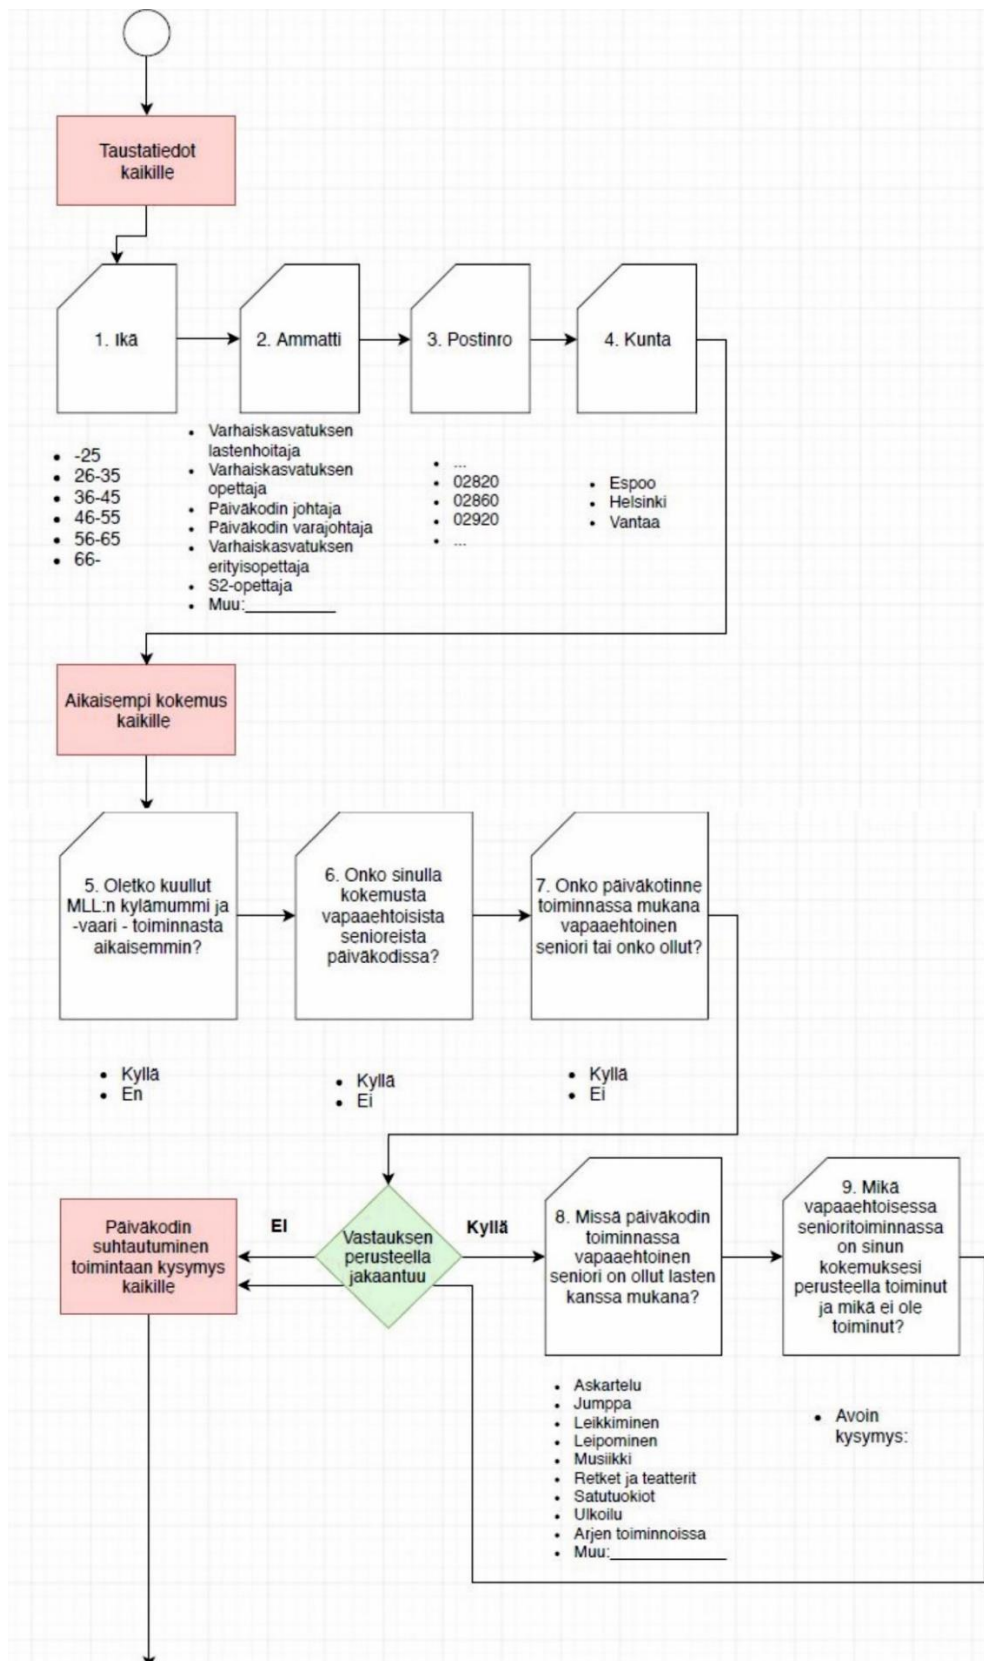 Taustatiedot
kaikille
1. Ikä
2. Ammatti
3. Postinro
4. Kunta
-25
26-35
36-45
46-55
56-65
66-
Varhaiskasvatuksen
lastenhoitaja
Varhaiskasvatuksen
opettaja
Päiväkodin johtaja
Päiväkodin varajohtaja
Varhaiskasvatuksen
erityisopettaja
S2-opettaja
Muu:___________
...
02820
02860
02920
...
Espoo
Helsinki
Vantaa
Aikaisempi kokemus
kaikille
5. Oletko kuullut
MLL:n kylämummi ja
-vaari - toiminnasta
aikaisemmin?
6. Onko sinulla
kokemusta
vapaaehtoisista
senioreista
päiväkodissa?
7. Onko päiväkotinne
toiminnassa mukana
vapaaehtoinen
seniori tai onko ollut?
Kyllä
En
Kyllä
Ei
Kyllä
Ei
Päiväkodin
suhtautuminen
toimintaan kysymys
kaikille
EI
Vastauksen
perusteella
jakaantuu
Kyllä
8. Missä päiväkodin
toiminnassa
vapaaehtoinen
seniori on ollut lasten
kanssa mukana?
9. Mikä
vapaaehtoisessa
senioritoiminnassa
on sinun
kokemuksesi
perusteella toiminut
ja mikä ei ole
toiminut?
Askartelu
Jumppa
Leikkiminen
Leipominen
Musiikki
Retket ja teatterit
Satutuokiot
Ulkoilu
Arjen toiminnoissa
Muu:______________
Avoin
kysymys: